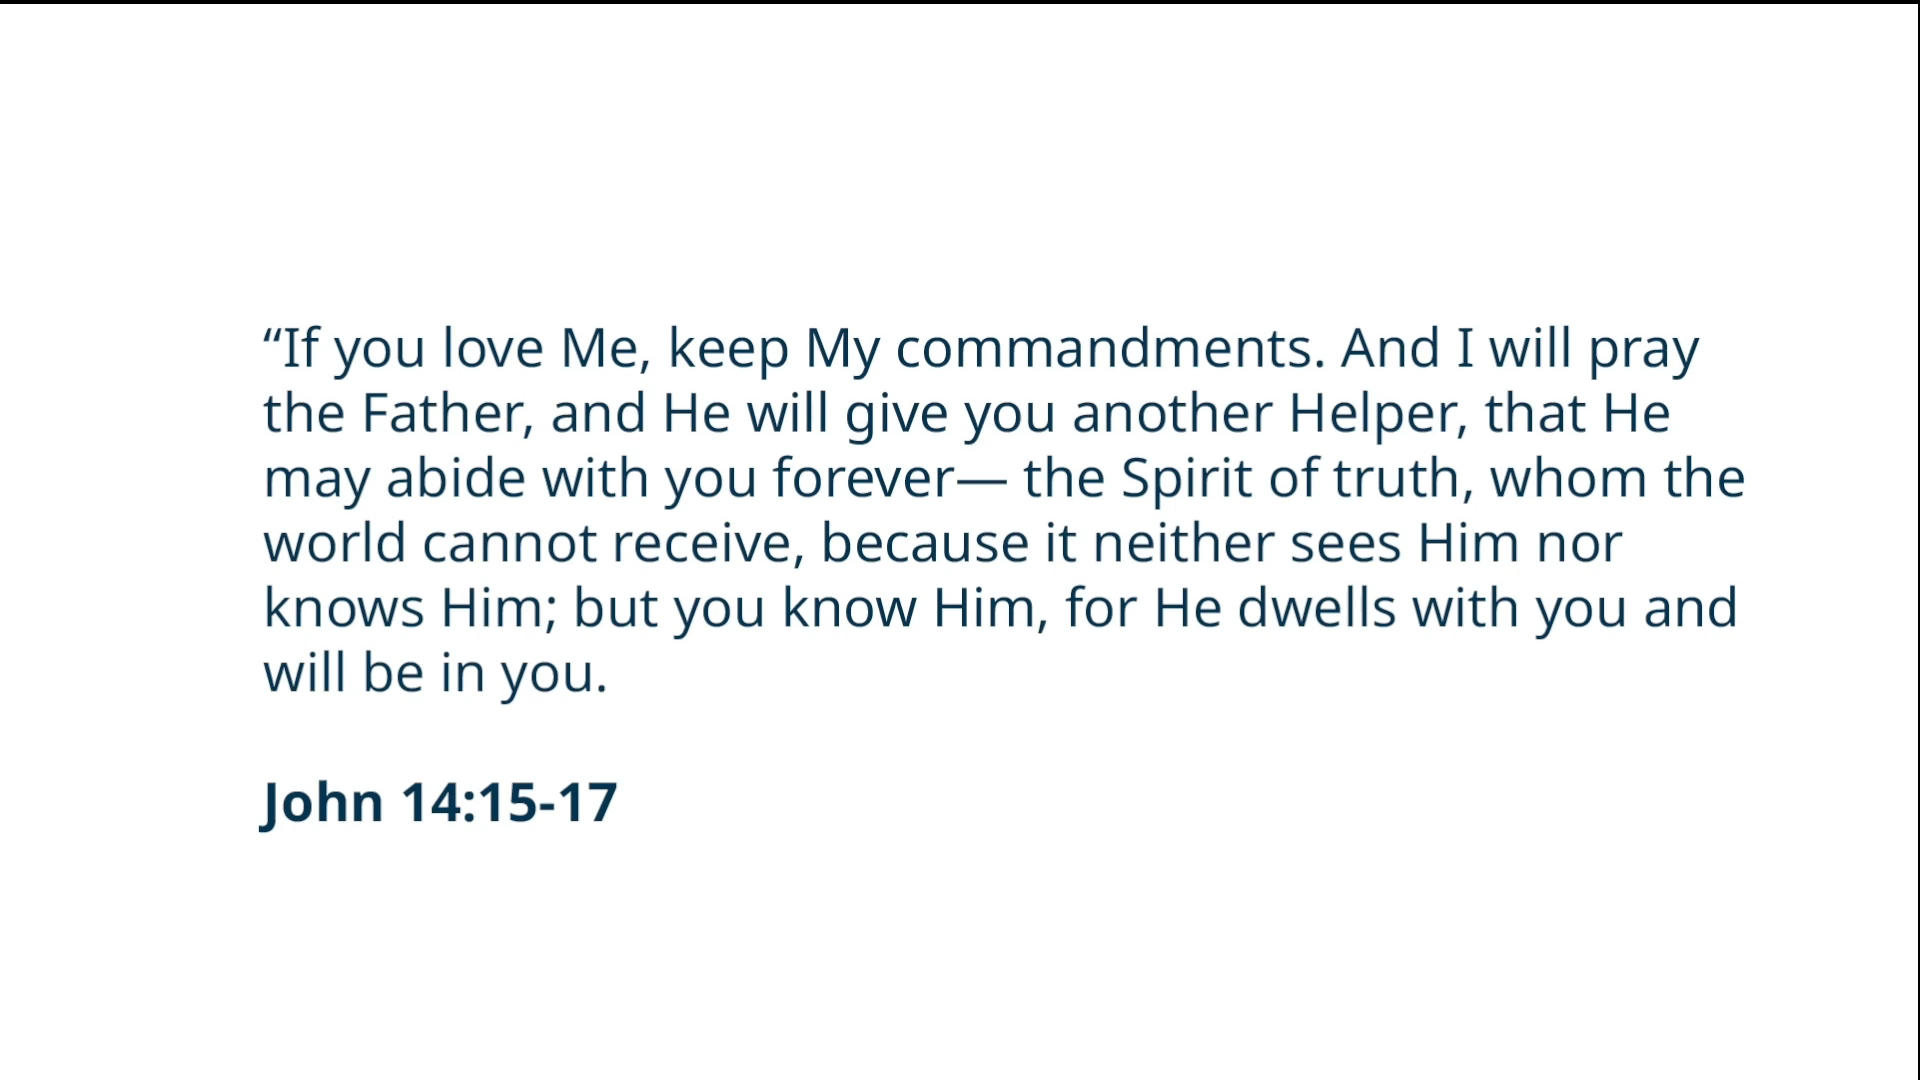 “If you love Me, keep My commandments. And I will pray
the Father, and He will give you another Helper, that He
may abide with you forever— the Spirit of truth, whom the
world cannot receive, because it neither sees Him nor
knows Him; but you know Him, for He dwells with you and
will be in you.
John 14:15-17